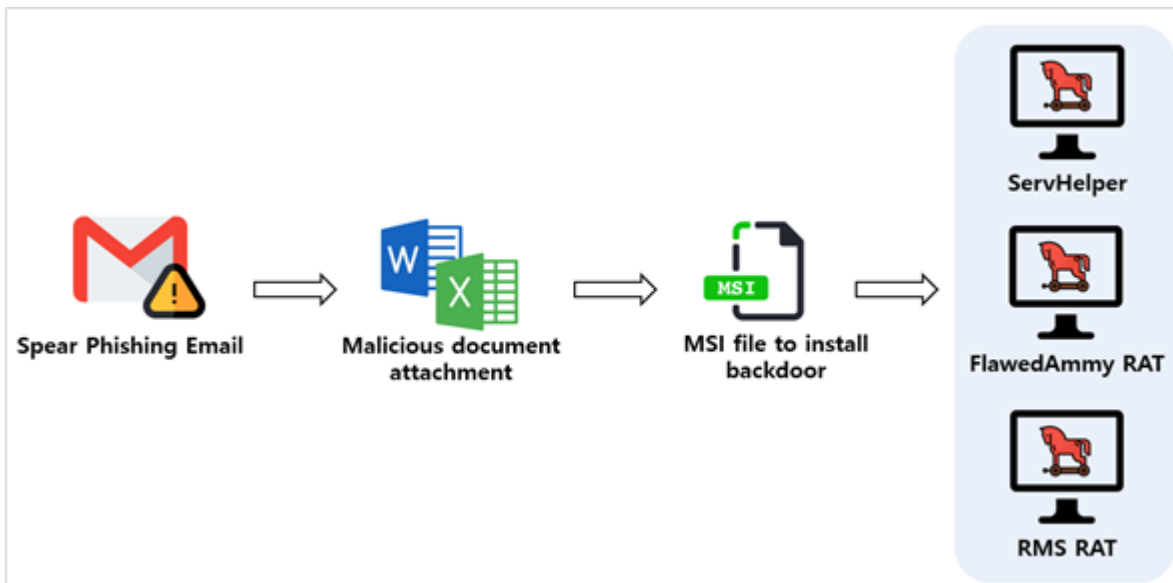 Spear Phishing Email
W
X
Malicious document
attachment
MSI
MSI file to install
backdoor
ServHelper
FlawedAmmy RAT
RMS RAT